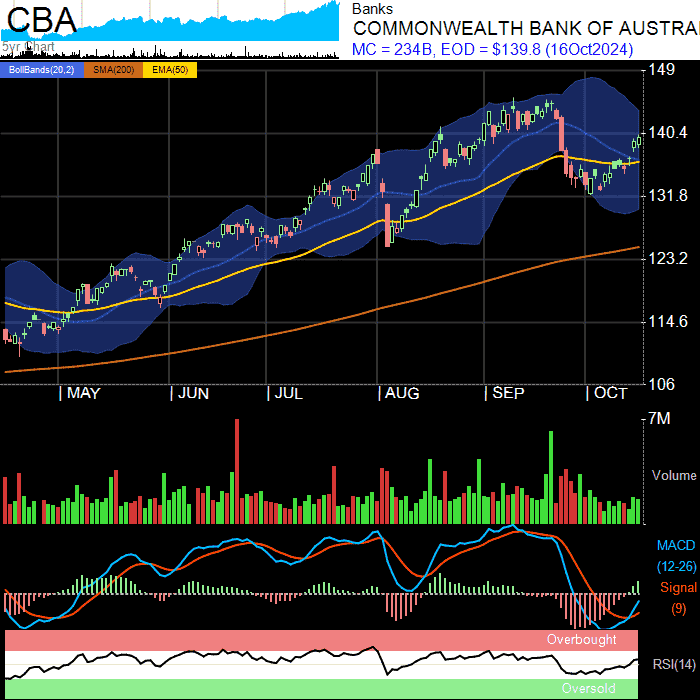 CBA
5yr Chart
Banks
COMMONWEALTH BANK OF AUSTRA
MC = 234B, EOD = $139.8 (16Oct2024)
BollBands(20,2) SMA(200) EMA(50)
149
140.4
131.8
123.2
114.6
106
MAY JUN JUL AUG SEP OCT
7M
Volume
MACD
(12-26)
Signal
(9)
Overbought
RSI(14)
Oversold